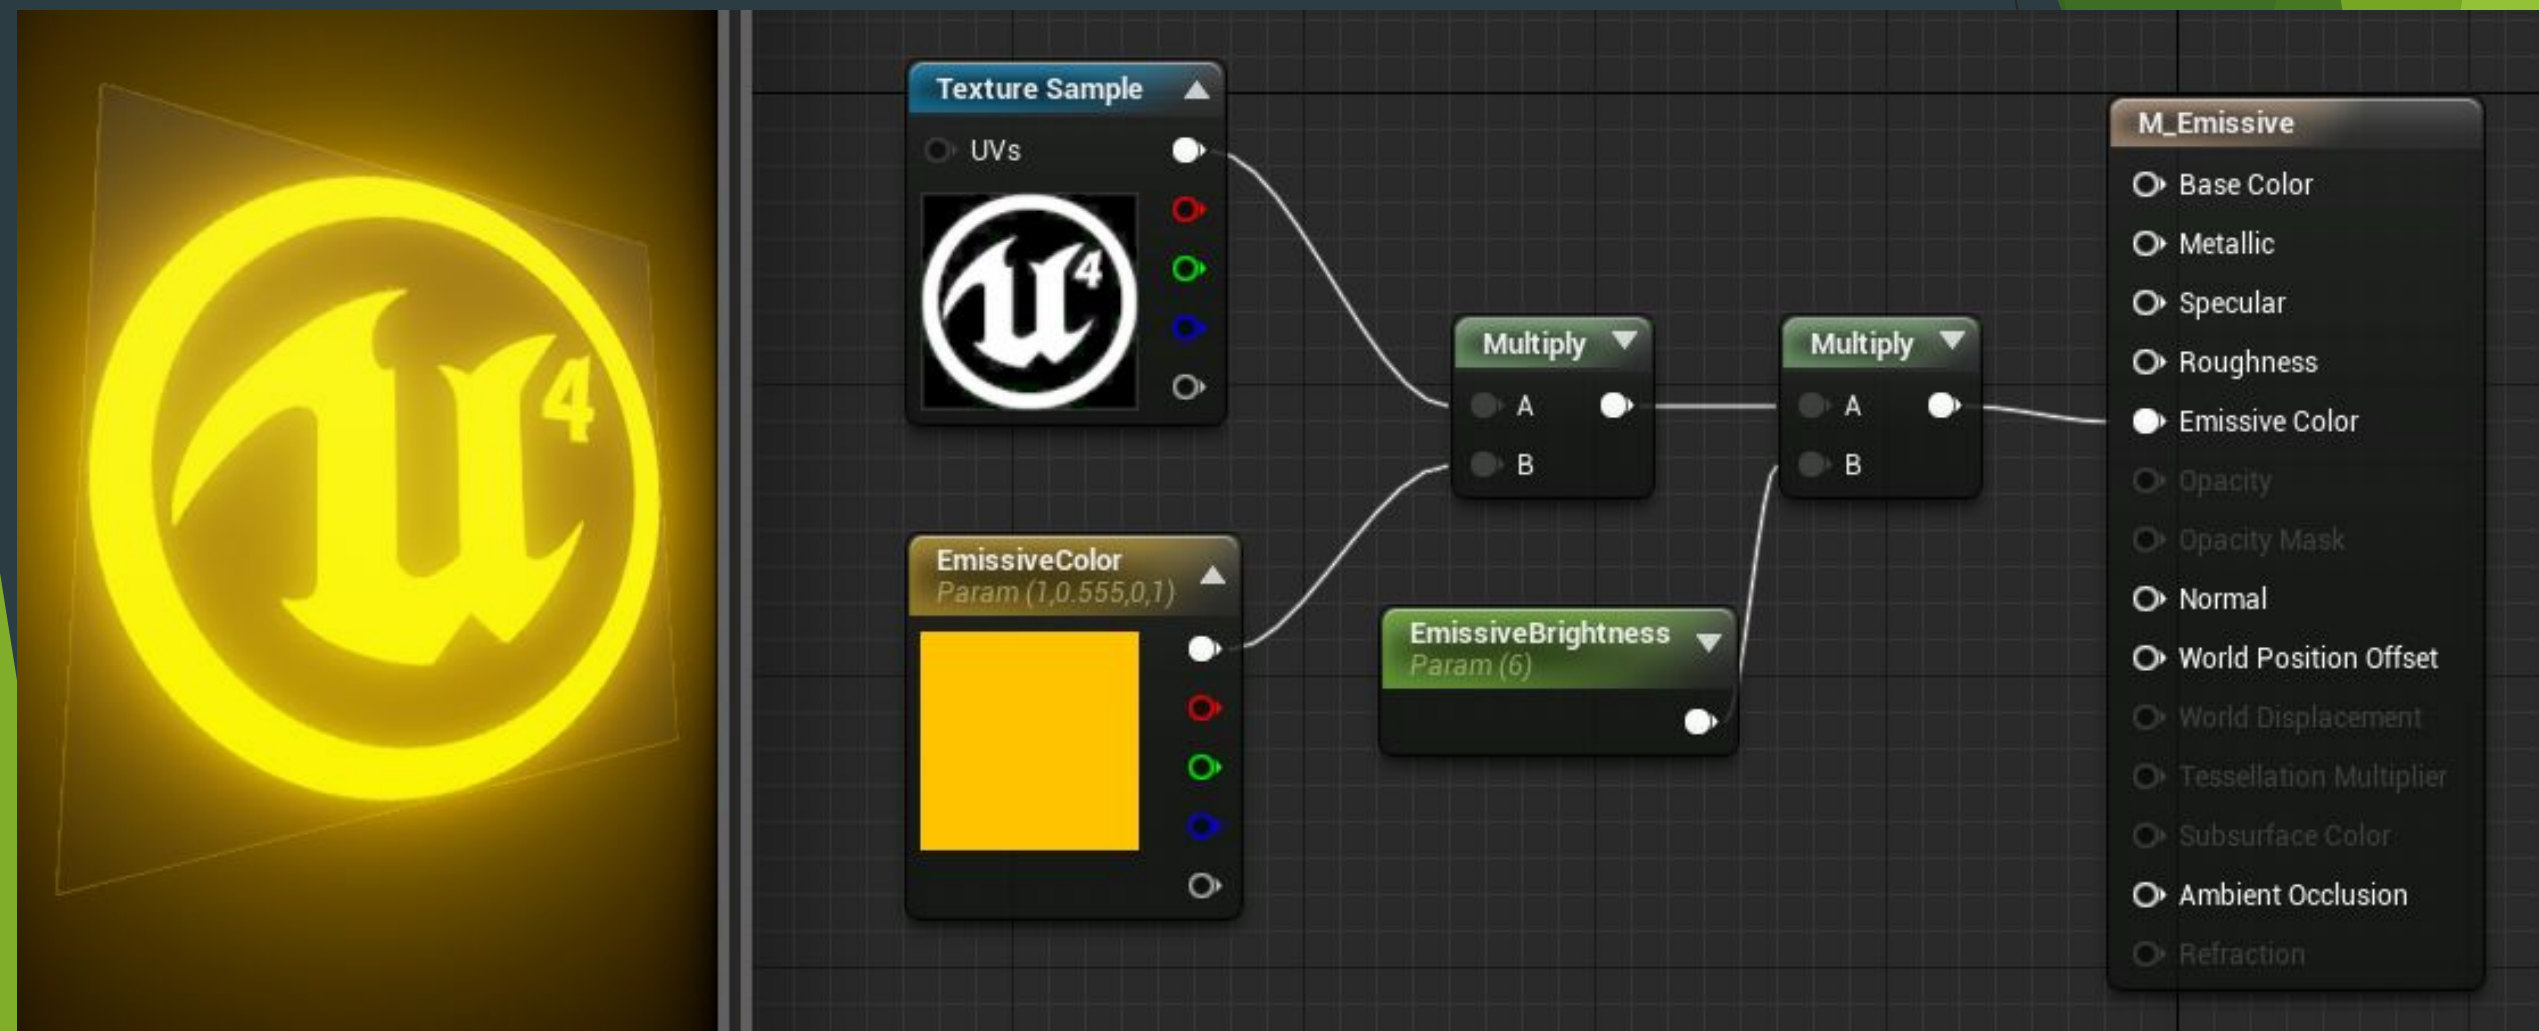 4
Texture Sample
UVs
4
EmissiveColor
Param (1,0.555,0,1)
Multiply
A
B
EmissiveBrightness
Param (6)
Multiply
A
B
M_Emissive
Base Color
Metallic
Specular
Roughness
Emissive Color
Opacity
Opacity Mask
Normal
World Position Offset
World Displacement
Tessellation Multiplier
Subsurface Color
Ambient Occlusion
Refraction